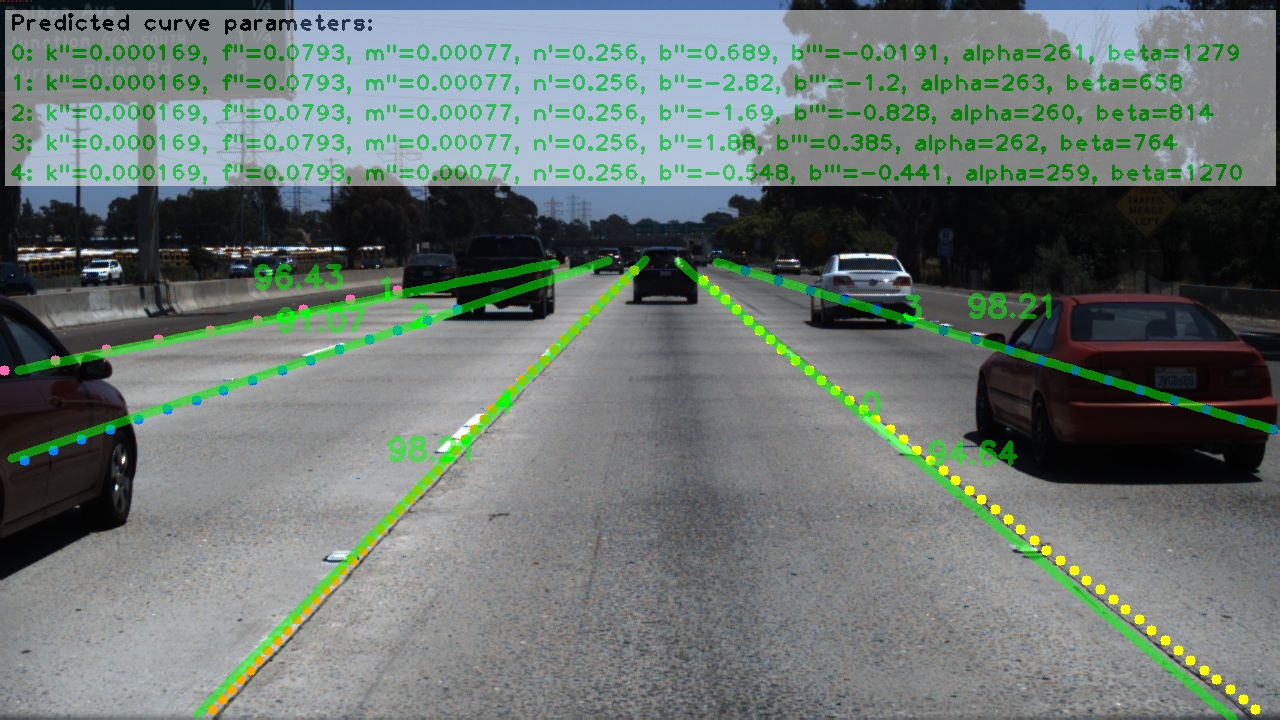 Predicted curve parameters:
0: k''=0.000169, f''=0.0793, m''=0.00077, n'=0.256, b''=0.689, b'''=−0.0191, alpha=261, beta=1279
1: k''=0.000169, f''=0.0793, m''=0.00077, n'=0.256, b''=−2.82, b'''=−1.2, alpha=263, beta=658
2: k''=0.000169, f''=0.0793, m''=0.00077, n'=0.256, b''=−1.69, b'''=−0.828, alpha=260, beta=814
3: k''=0.000169, f''=0.0793, m''=0.00077, n'=0.256, b''=1.88, b'''=0.385, alpha=262, beta=764
4: k''=0.000169, f''=0.0793, m''=0.00077, n'=0.256, b''=−0.548, b'''=−0.441, alpha=259, beta=1270
TRAFFIC
MERGE
LEFT
96.43
1
91.07
2
3
98.21
0
98.21
94.64